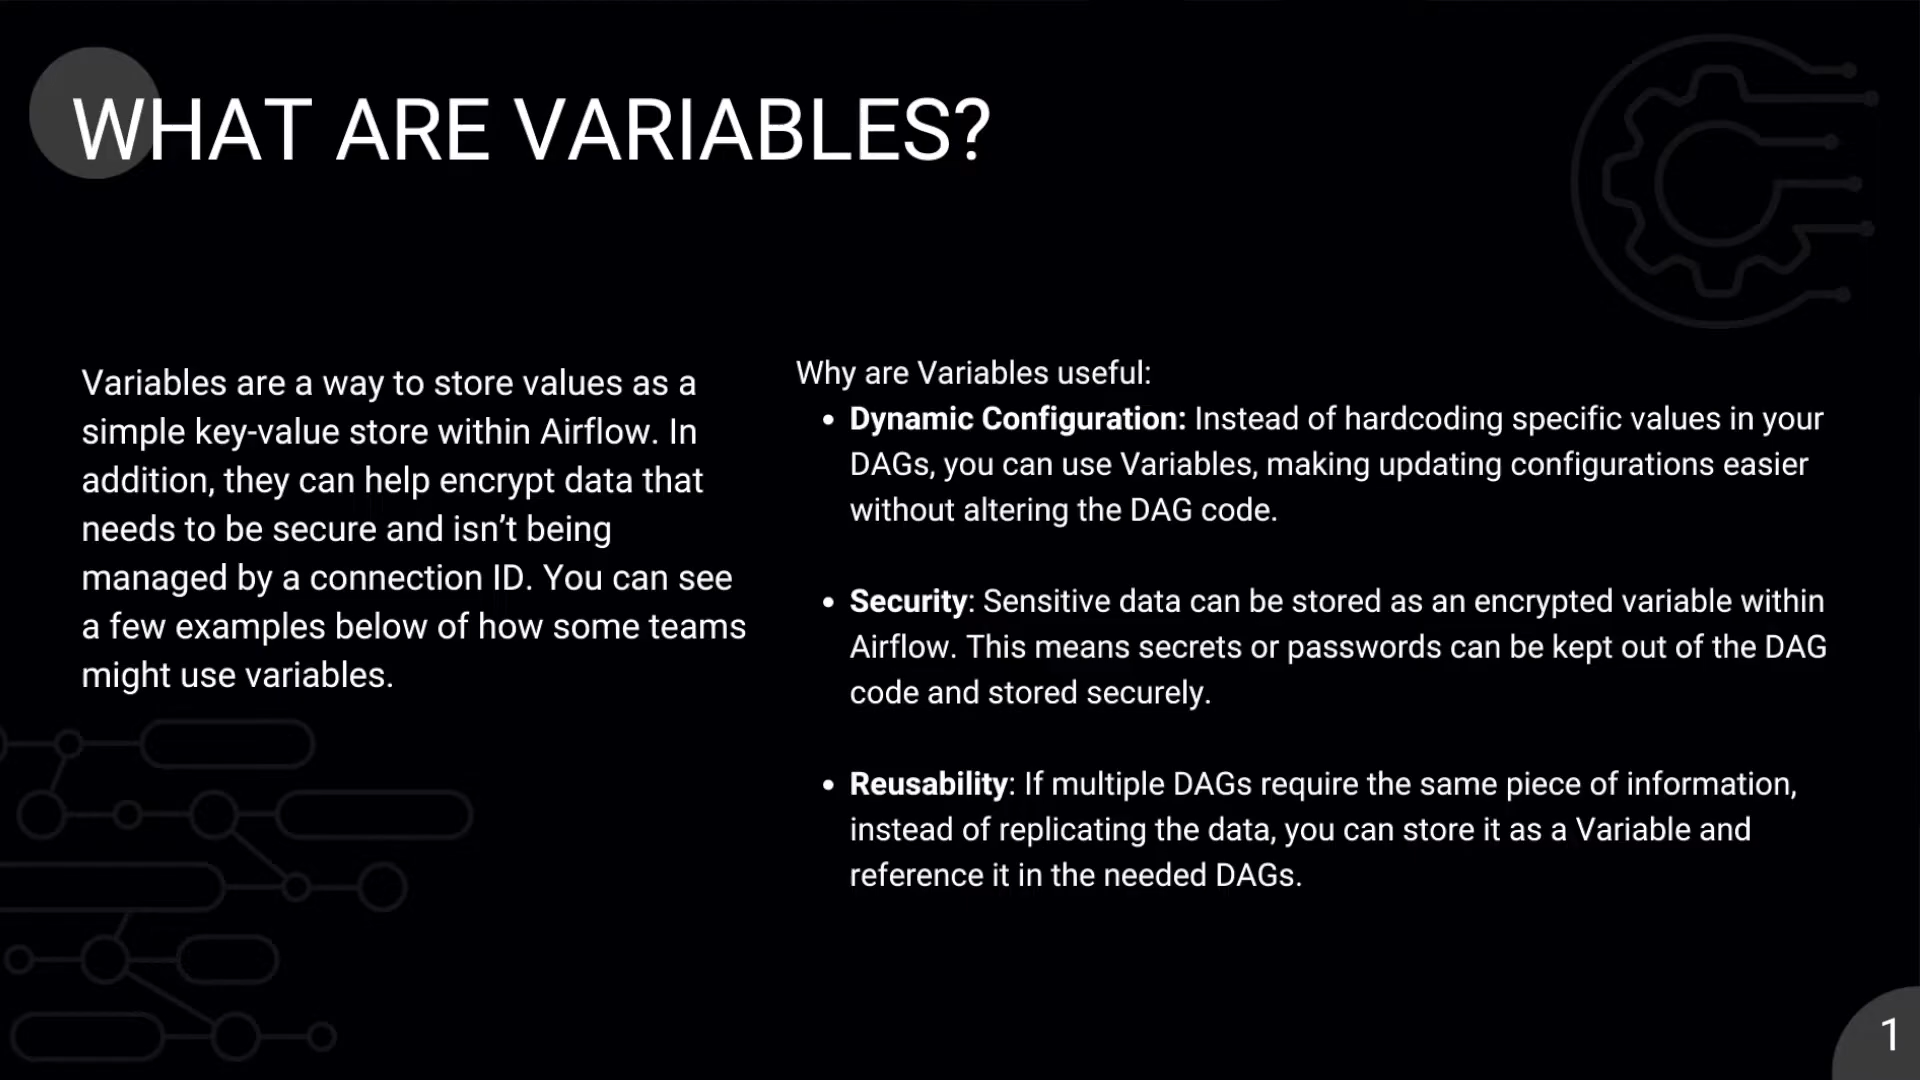 WHAT ARE VARIABLES?
Variables are a way to store values as a
simple key-value store within Airflow. In
addition, they can help encrypt data that
needs to be secure and isn’t being
managed by a connection ID. You can see
a few examples below of how some teams
might use variables.
Why are Variables useful:
• Dynamic Configuration: Instead of hardcoding specific values in your
DAGs, you can use Variables, making updating configurations easier
without altering the DAG code.
• Security: Sensitive data can be stored as an encrypted variable within
Airflow. This means secrets or passwords can be kept out of the DAG
code and stored securely.
• Reusability: If multiple DAGs require the same piece of information,
instead of replicating the data, you can store it as a Variable and
reference it in the needed DAGs.
1